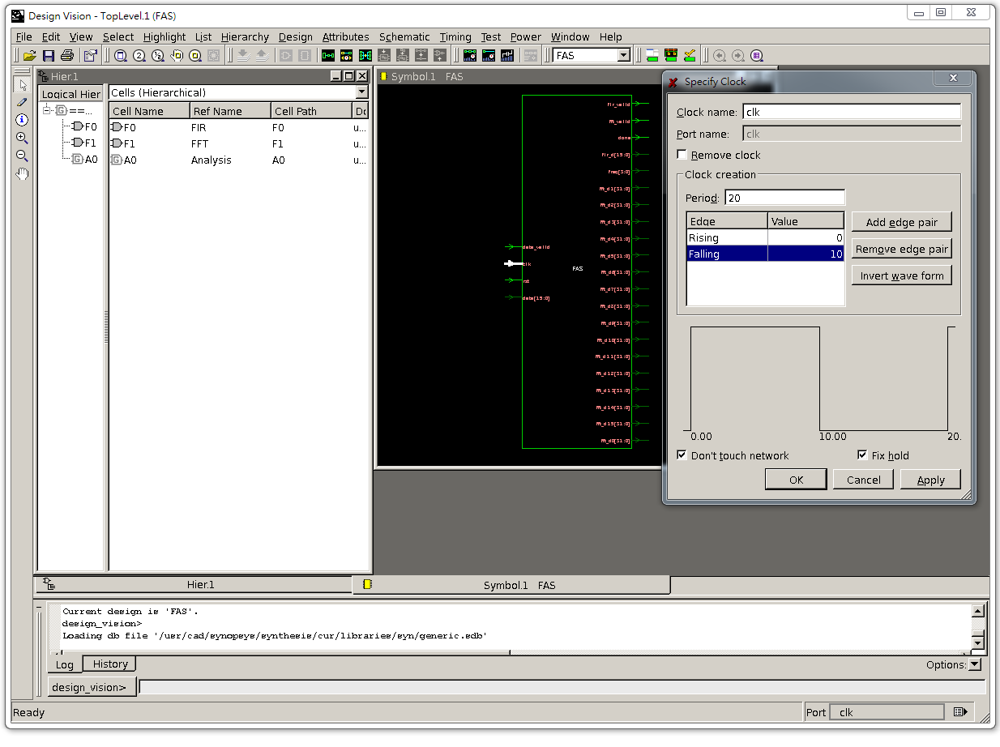 Design Vision - TopLevel.1 (FAS)
File Edit View Select Highlight List Hierarchy Design Attributes Schematic Timing Test Power Window Help
FAS
Hier.1
Logical Hier
Cells (Hierarchical)
Cell Name Ref Name Cell Path
F0 FIR F0 u...
F1 FFT F1 u...
A0 Analysis A0 u...
==...
F0
F1
A0
Symbol.1 FAS
fir_valid
fft_valid
done
fir_d[15:0]
freq[3:0]
fft_d1[31:0]
fft_d2[31:0]
fft_d3[31:0]
fft_d4[31:0]
fft_d5[31:0]
fft_d6[31:0]
fft_d7[31:0]
fft_d8[31:0]
fft_d9[31:0]
fft_d10[31:0]
fft_d11[31:0]
fft_d12[31:0]
fft_d13[31:0]
fft_d14[31:0]
fft_d15[31:0]
fft_d0[31:0]
data_valid
clk
rst
data[15:0]
FAS
Specify Clock
Clock name: clk
Port name: clk
Remove clock
Clock creation
Period: 20
Edge Value
Rising 0
Falling 10
Add edge pair
Remove edge pair
Invert wave form
0.00 10.00 20.
Don't touch network Fix hold
OK Cancel Apply
Hier.1
Symbol.1 FAS
Current design is 'FAS'.
design_vision>
Loading db file '/usr/cad/synopsys/synthesis/cur/libraries/syn/generic.sdb'
Log History Options:
design_vision>
Ready Port clk